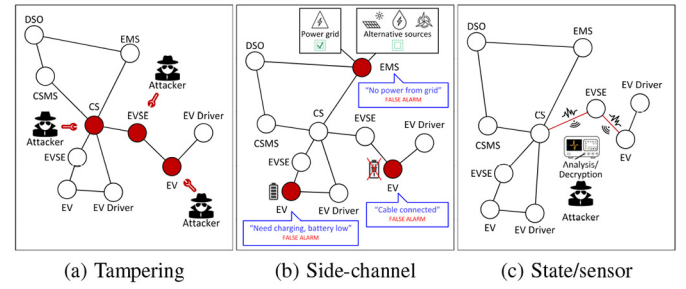 DSO
EMS
Attacker
CSMS
CS
EVSE
EV Driver
Attacker
EVSE
EV
EV
EV Driver
Attacker
(a) Tampering
Power grid
Alternative sources
DSO
EMS
"No power from grid"
FALSE ALARM
CS
EVSE
EV Driver
CSMS
EVSE
EV
EV
EV Driver
"Cable connected"
FALSE ALARM
"Need charging, battery low"
FALSE ALARM
(b) Side-channel
DSO
EMS
EVSE
EV Driver
CS
CSMS
EV
Analysis/
Decryption
EVSE
Attacker
EV
EV Driver
(c) State/sensor